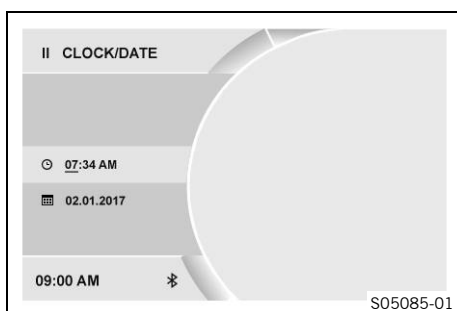 II CLOCK/DATE
07:34 AM
02.01.2017
09:00 AM
S05085-01